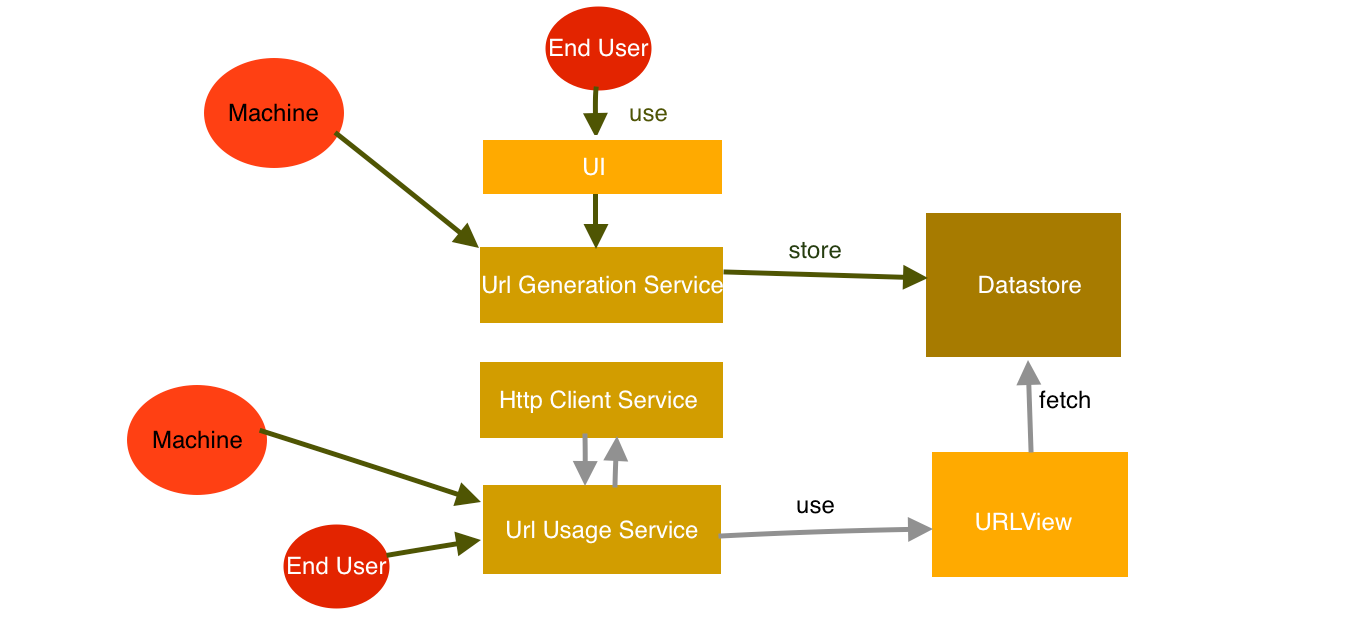 End User
Machine
use
UI
store
Url Generation Service
Datastore
Http Client Service
fetch
Machine
use
URLView
Url Usage Service
End User